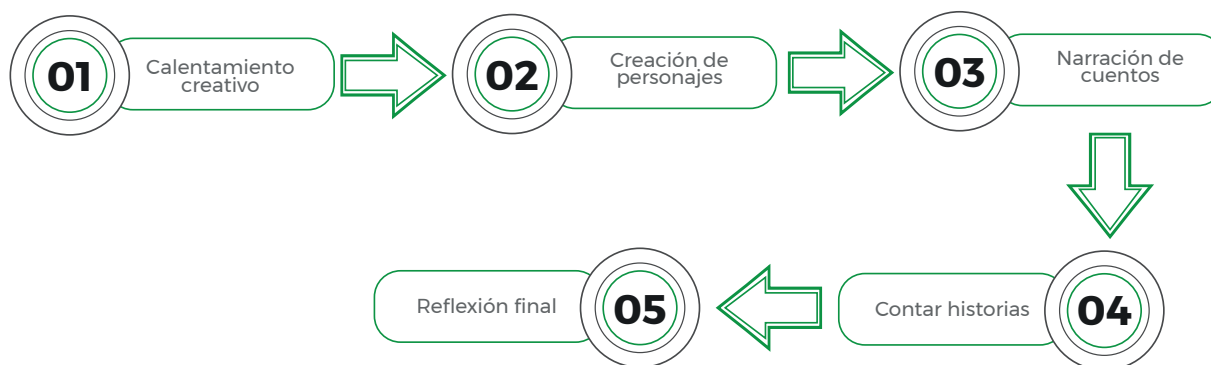 01
Calentamiento
creativo
02
Creación de
personajes
03
Narración de
cuentos
04
Contar historias
05
Reflexión final